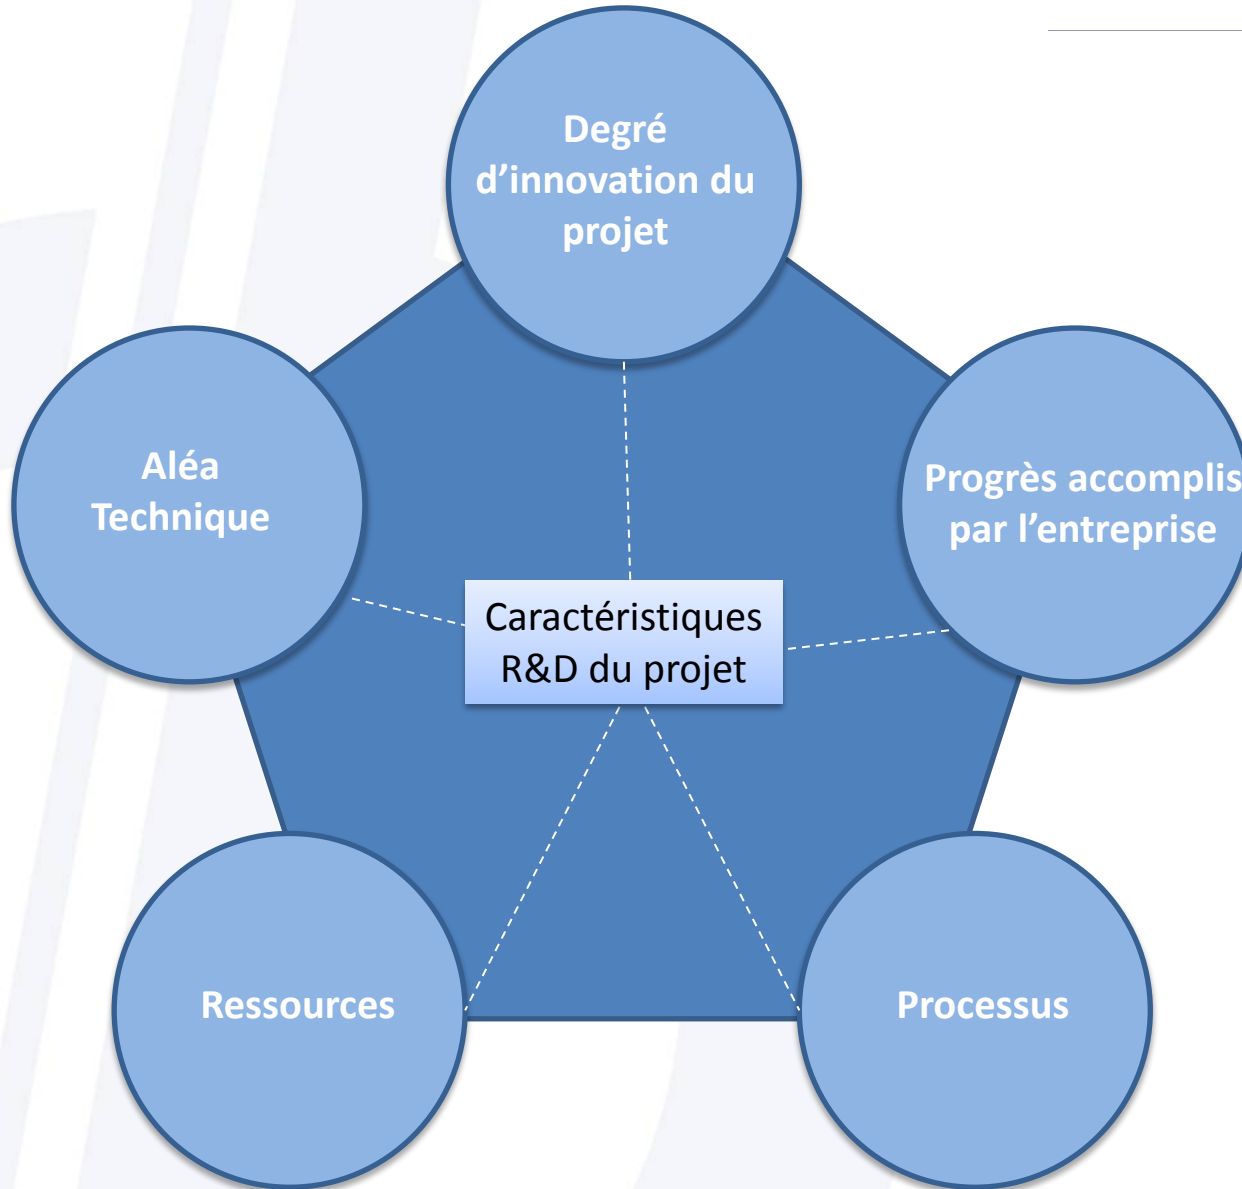 Degré
d’innovation du
projet
Aléa
Technique
Progrès accomplis
par l’entreprise
Caractéristiques
R&D du projet
Ressources
Processus